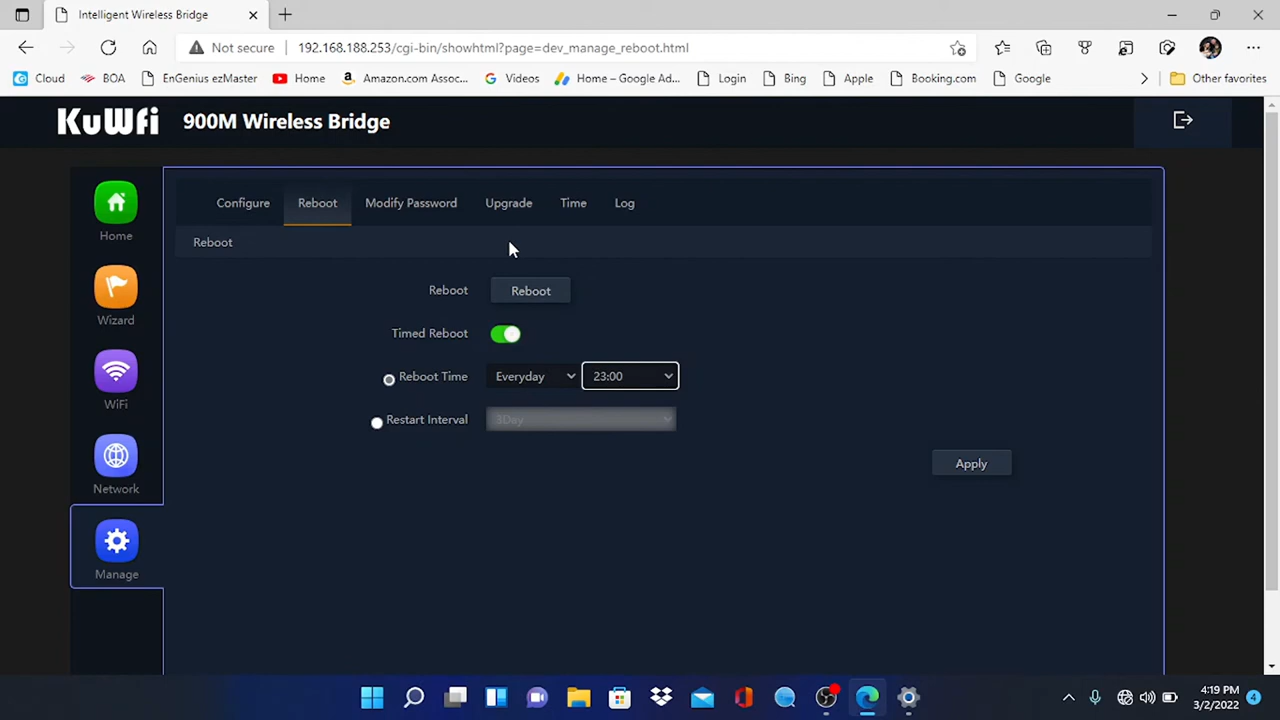 Intelligent Wireless Bridge
Not secure 192.168.188.253/cgi-bin/showhtml?page=dev_manage_reboot.html
Cloud BOA EnGenius ezMaster Home Amazon.com Assoc... Videos Home – Google Ad... Login Bing Apple Booking.com Google Other favorites
KuWfi 900M Wireless Bridge
Home
Wizard
WiFi
Network
Manage
Configure Reboot Modify Password Upgrade Time Log
Reboot
Reboot Reboot
Timed Reboot
Reboot Time Everyday 23:00
Restart Interval 3Day
Apply
4:19 PM
3/2/2022
4